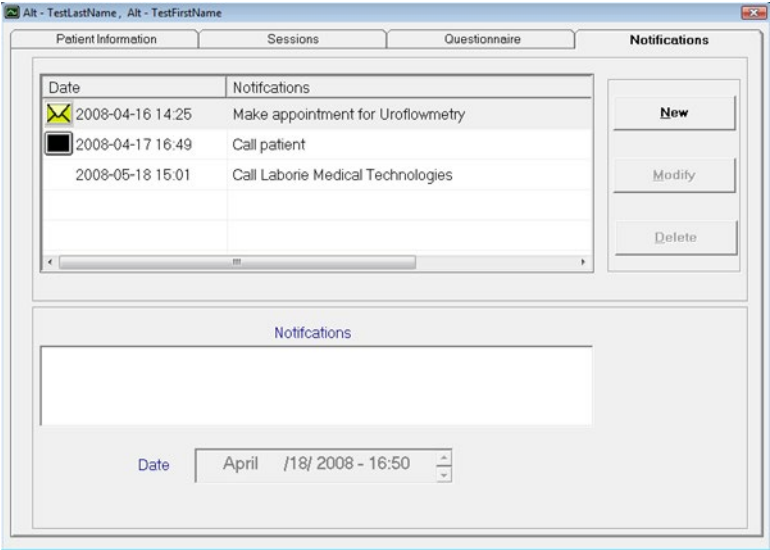 Alt - TestLastName, Alt - TestFirstName
Patient Information Sessions Questionnaire Notifications
Date Notifcations
2008-04-16 14:25 Make appointment for Uroflowmetry
2008-04-17 16:49 Call patient
2008-05-18 15:01 Call Laborie Medical Technologies
New
Modify
Delete
Notifcations
Date April /18/ 2008 - 16:50